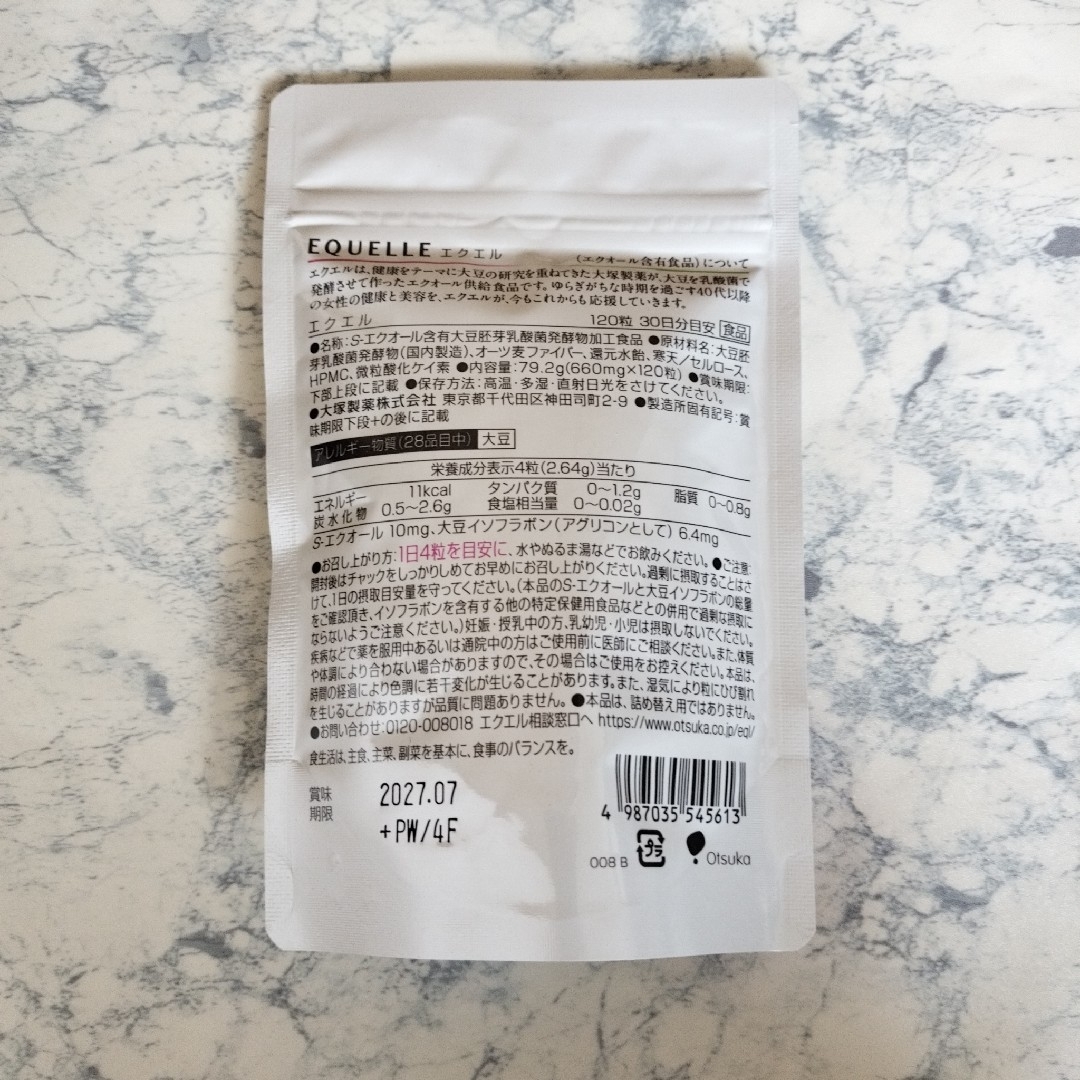 EQUELLE エクエル (エクオール含有食品)について
エクエルは、健康をテーマに大豆の研究を重ねてきた大塚製薬が、大豆を乳酸菌で
発酵させて作ったエクオール供給食品です。ゆらぎがちな時期を過ごす40代以降
の女性の健康と美容を、エクエルが、今もこれからも応援していきます。
エクエル 120粒 30日分目安 食品
●名称:S-エクオール含有大豆胚芽乳酸菌発酵物加工食品 ●原材料名:大豆胚
芽乳酸菌発酵物(国内製造)、オーツ麦ファイバー、還元水飴、寒天/セルロース、
HPMC、微粒酸化ケイ素 ●内容量:79.2g(660mg×120粒) ●賞味期限:
下部上段に記載 ●保存方法:高温・多湿・直射日光をさけてください。
●大塚製薬株式会社 東京都千代田区神田司町2-9 ●製造所固有記号:賞
味期限下段+の後に記載
アレルギー物質(28品目中) 大豆
栄養成分表示4粒(2.64g)当たり
エネルギー 11kcal タンパク質 0～1.2g 脂質 0～0.8g
炭水化物 0.5～2.6g 食塩相当量 0～0.02g
S-エクオール 10mg、大豆イソフラボン(アグリコンとして) 6.4mg
●お召し上がり方:1日4粒を目安に、水やぬるま湯などでお飲みください。 ●ご注意:
開封後はチャックをしっかりしめてお早めにお召し上がりください。過剰に摂取することはさ
けて、1日の摂取目安量を守ってください。(本品のS-エクオールと大豆イソフラボンの総量
をご確認頂き、イソフラボンを含有する他の特定保健用食品などとの併用で過剰な摂取に
ならないようご注意ください。)妊娠・授乳中の方、乳幼児・小児は摂取しないでください。
疾病などで薬を服用中あるいは通院中の方はご使用前に医師にご相談ください。また、体質
や体調により合わない場合がありますので、その場合はご使用をお控えください。本品は、
時間の経過により色調に若干変化が生じることがあります。また、湿気により粒にひび割れ
を生じることがありますが品質に問題ありません。 ●本品は、詰め替え用ではありません。
●お問い合わせ:0120-008018 エクエル相談窓口へ https://www.otsuka.co.jp/eql/
食生活は、主食、主菜、副菜を基本に、食事のバランスを。
賞味
期限
2027.07
+PW/4F
4 987035 545613
008 B プラ Otsuka